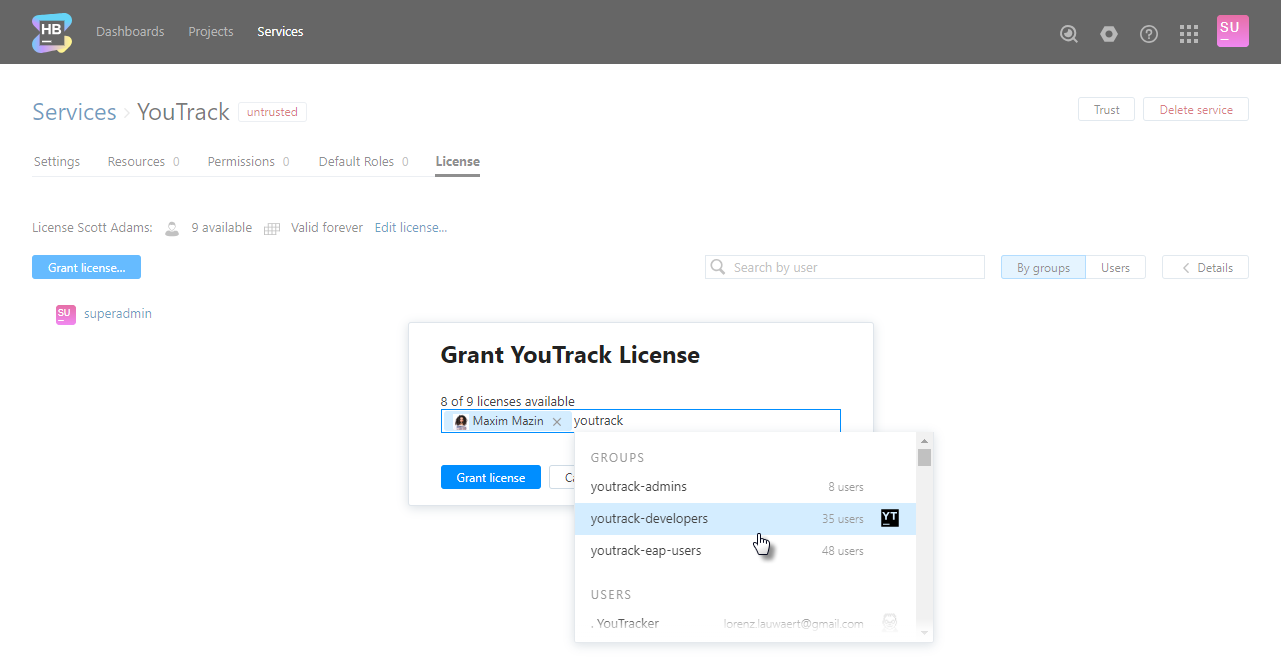 HB Dashboards Projects Services SU
Services › YouTrack untrusted Trust Delete service
Settings Resources 0 Permissions 0 Default Roles 0 License
License Scott Adams: 9 available Valid forever Edit license...
Grant license... Search by user By groups Users Details
SU superadmin
Grant YouTrack License
8 of 9 licenses available
Maxim Mazin youtrack
GROUPS
Grant license Ca
youtrack-admins 8 users
youtrack-developers 35 users YT
youtrack-eap-users 48 users
USERS
. YouTracker lorenz.lauwaert@gmail.com